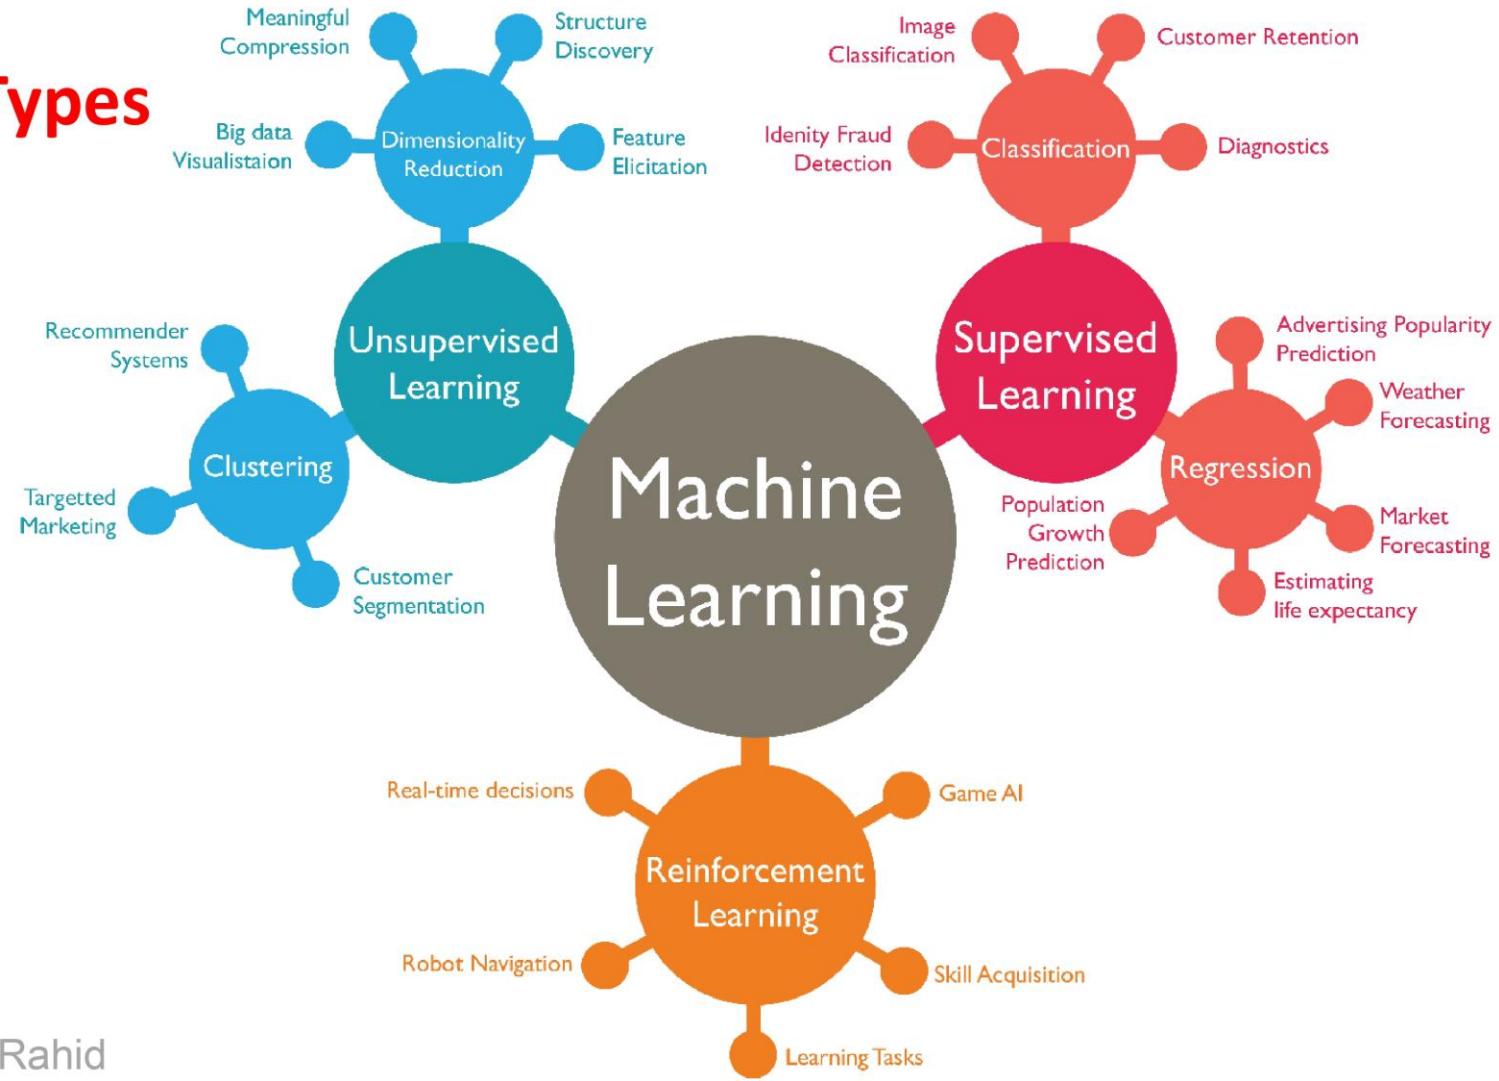 Types
Meaningful
Compression
Structure
Discovery
Big data
Visualistaion
Dimensionality
Reduction
Feature
Elicitation
Image
Classification
Customer Retention
Idenity Fraud
Detection
Classification
Diagnostics
Unsupervised
Learning
Recommender
Systems
Clustering
Targetted
Marketing
Customer
Segmentation
Supervised
Learning
Advertising Popularity
Prediction
Weather
Forecasting
Regression
Population
Growth
Prediction
Market
Forecasting
Estimating
life expectancy
Machine
Learning
Real-time decisions
Game AI
Reinforcement
Learning
Robot Navigation
Skill Acquisition
Learning Tasks
Rahid